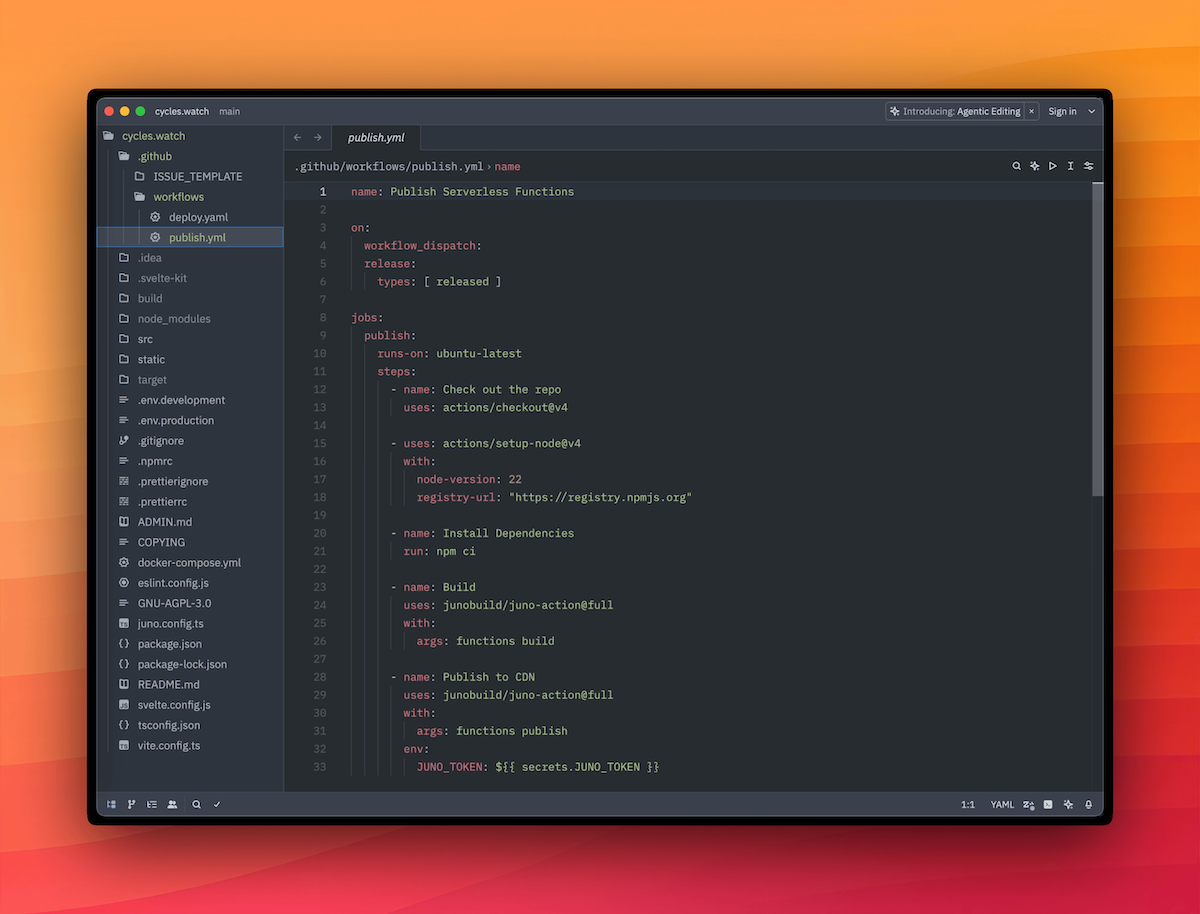 cycles.watch main
Introducing: Agentic Editing × Sign in
cycles.watch
.github
ISSUE_TEMPLATE
workflows
deploy.yaml
publish.yml
.idea
.svelte-kit
build
node_modules
src
static
target
.env.development
.env.production
.gitignore
.npmrc
.prettierignore
.prettierrc
ADMIN.md
COPYING
docker-compose.yml
eslint.config.js
GNU-AGPL-3.0
juno.config.ts
package.json
package-lock.json
README.md
svelte.config.js
tsconfig.json
vite.config.ts
publish.yml
.github/workflows/publish.yml › name
1 name: Publish Serverless Functions
2
3 on:
4 workflow_dispatch:
5 release:
6 types: [ released ]
7
8 jobs:
9 publish:
10 runs-on: ubuntu-latest
11 steps:
12 - name: Check out the repo
13 uses: actions/checkout@v4
14
15 - uses: actions/setup-node@v4
16 with:
17 node-version: 22
18 registry-url: "https://registry.npmjs.org"
19
20 - name: Install Dependencies
21 run: npm ci
22
23 - name: Build
24 uses: junobuild/juno-action@full
25 with:
26 args: functions build
27
28 - name: Publish to CDN
29 uses: junobuild/juno-action@full
30 with:
31 args: functions publish
32 env:
33 JUNO_TOKEN: ${{ secrets.JUNO_TOKEN }}
1:1 YAML